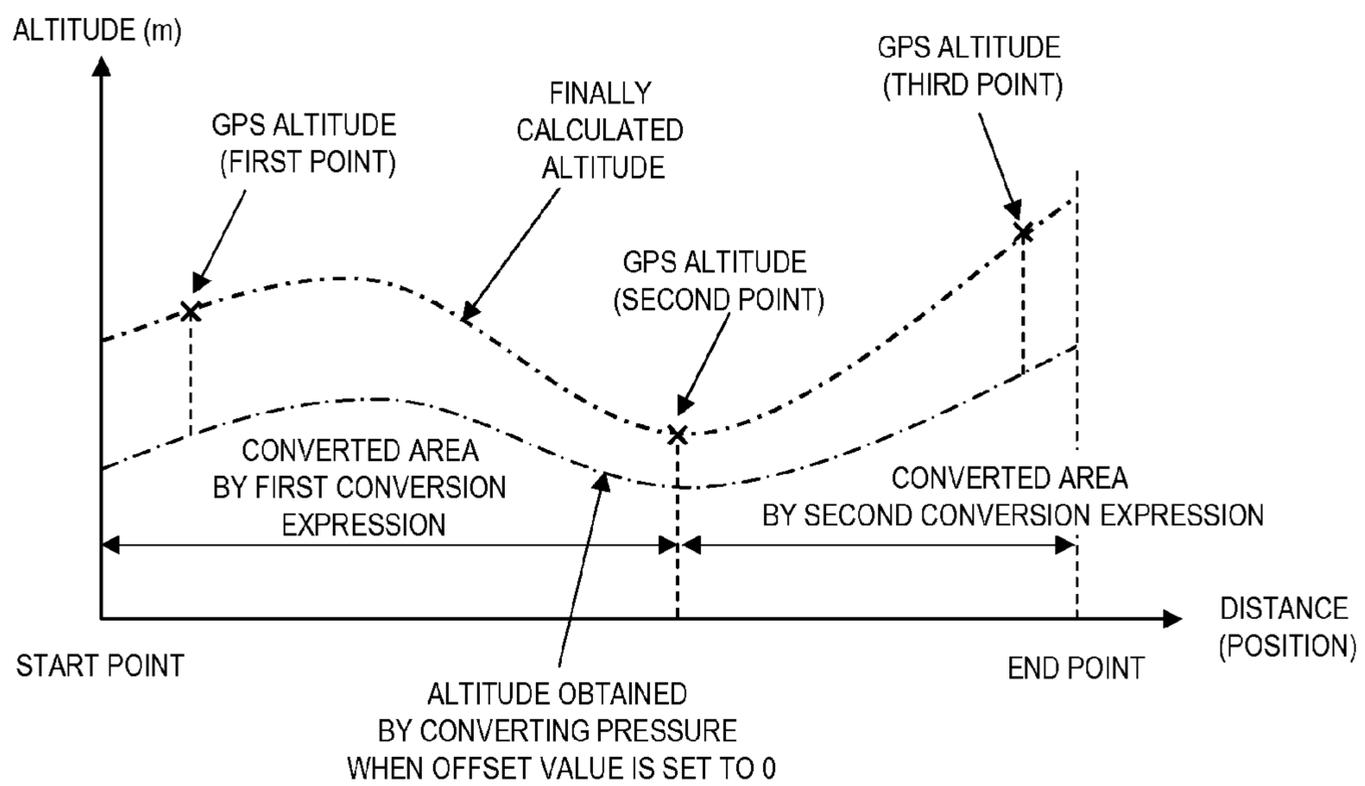 ALTITUDE (m)
GPS ALTITUDE
(FIRST POINT)
FINALLY
CALCULATED
ALTITUDE
GPS ALTITUDE
(THIRD POINT)
GPS ALTITUDE
(SECOND POINT)
CONVERTED AREA
BY FIRST CONVERSION
EXPRESSION
CONVERTED AREA
BY SECOND CONVERSION EXPRESSION
DISTANCE
(POSITION)
START POINT
END POINT
ALTITUDE OBTAINED
BY CONVERTING PRESSURE
WHEN OFFSET VALUE IS SET TO 0